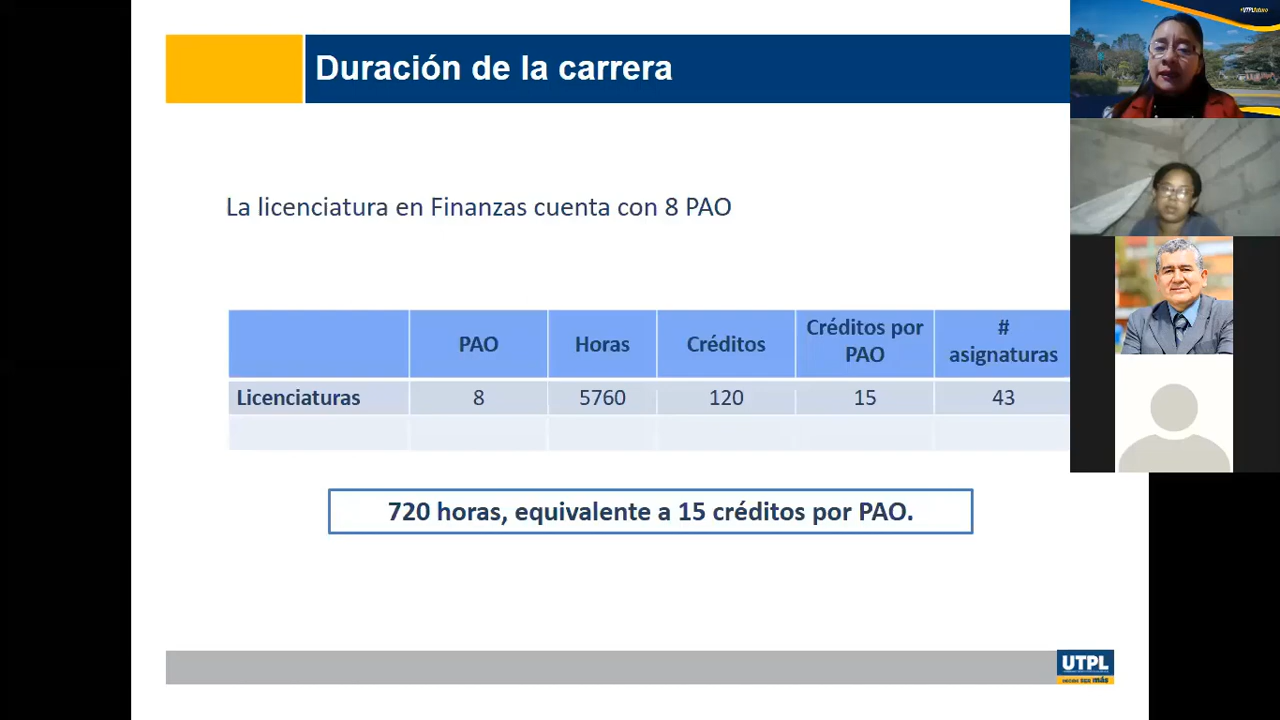 Duración de la carrera
#UTPLfuturo
La licenciatura en Finanzas cuenta con 8 PAO
PAO
Horas
Créditos
Créditos por
PAO
#
asignaturas
Licenciaturas
8
5760
120
15
43
720 horas, equivalente a 15 créditos por PAO.
UTPL